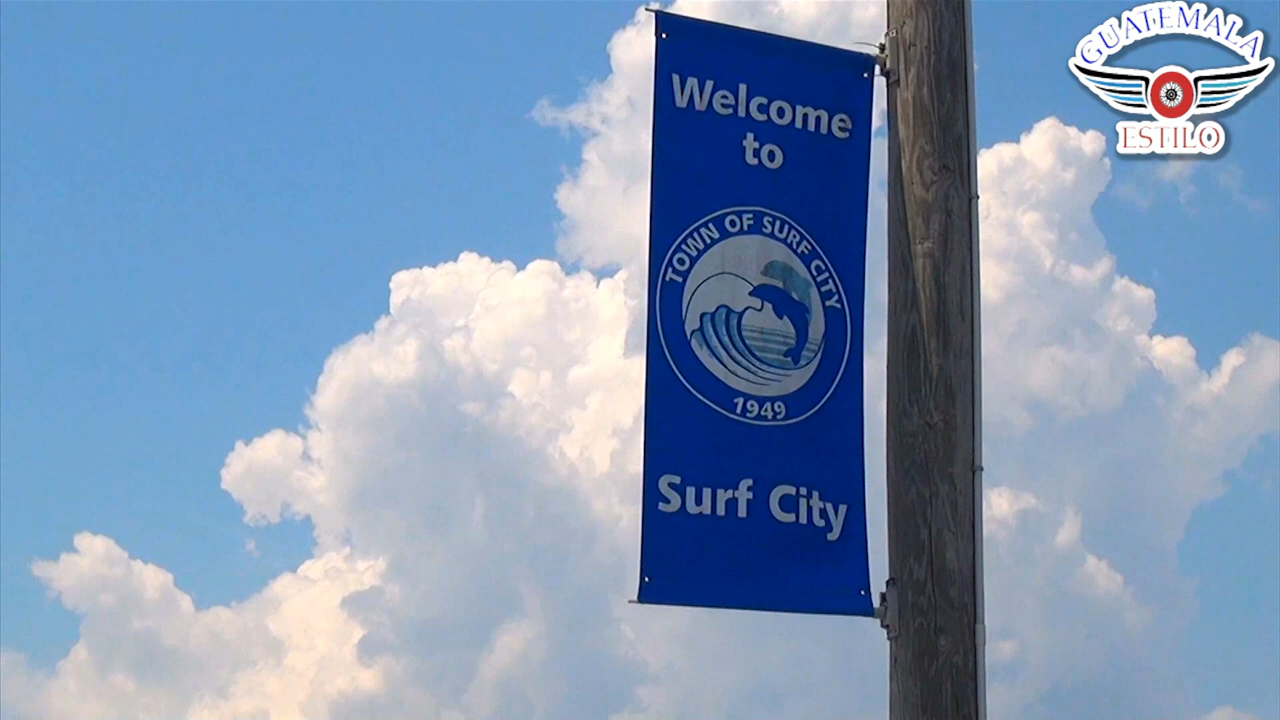 Welcome
to
TOWN OF SURF CITY
1949
Surf City
GUATEMALA
ESTILO